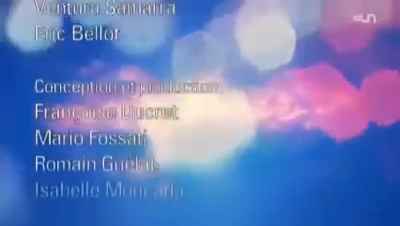 Ventura Samarra
Eric Bellot
Conception et production
Françoise Ducret
Mario Fossati
Romain Guélat
Isabelle Moncada